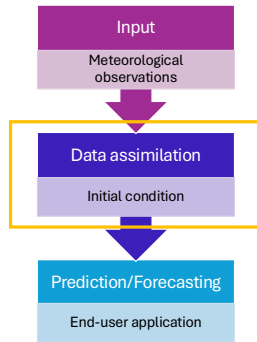 Input
Meteorological
observations
Data assimilation
Initial condition
Prediction/Forecasting
End-user application